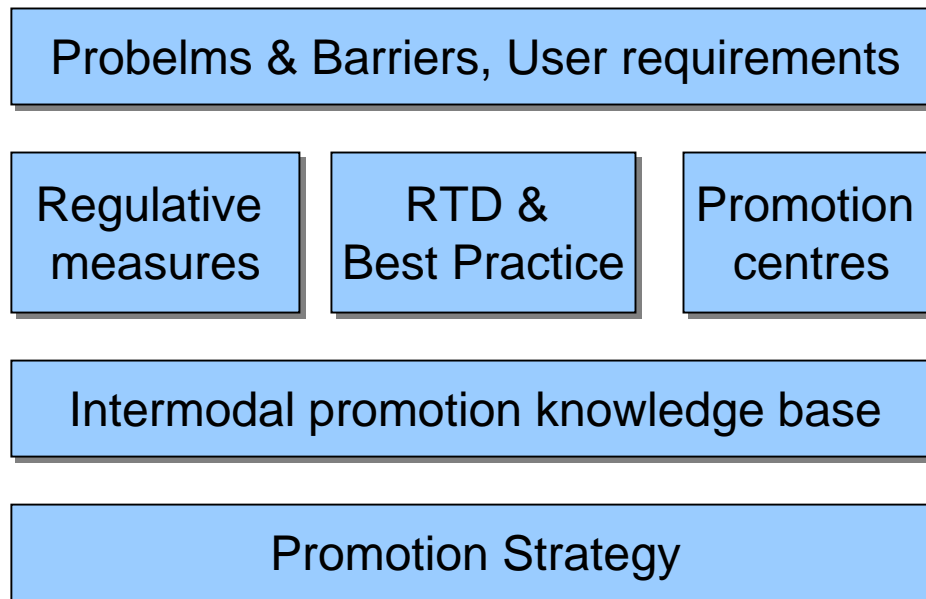 Probelms & Barriers, User requirements
Regulative
measures
RTD &
Best Practice
Promotion
centres
Intermodal promotion knowledge base
Promotion Strategy